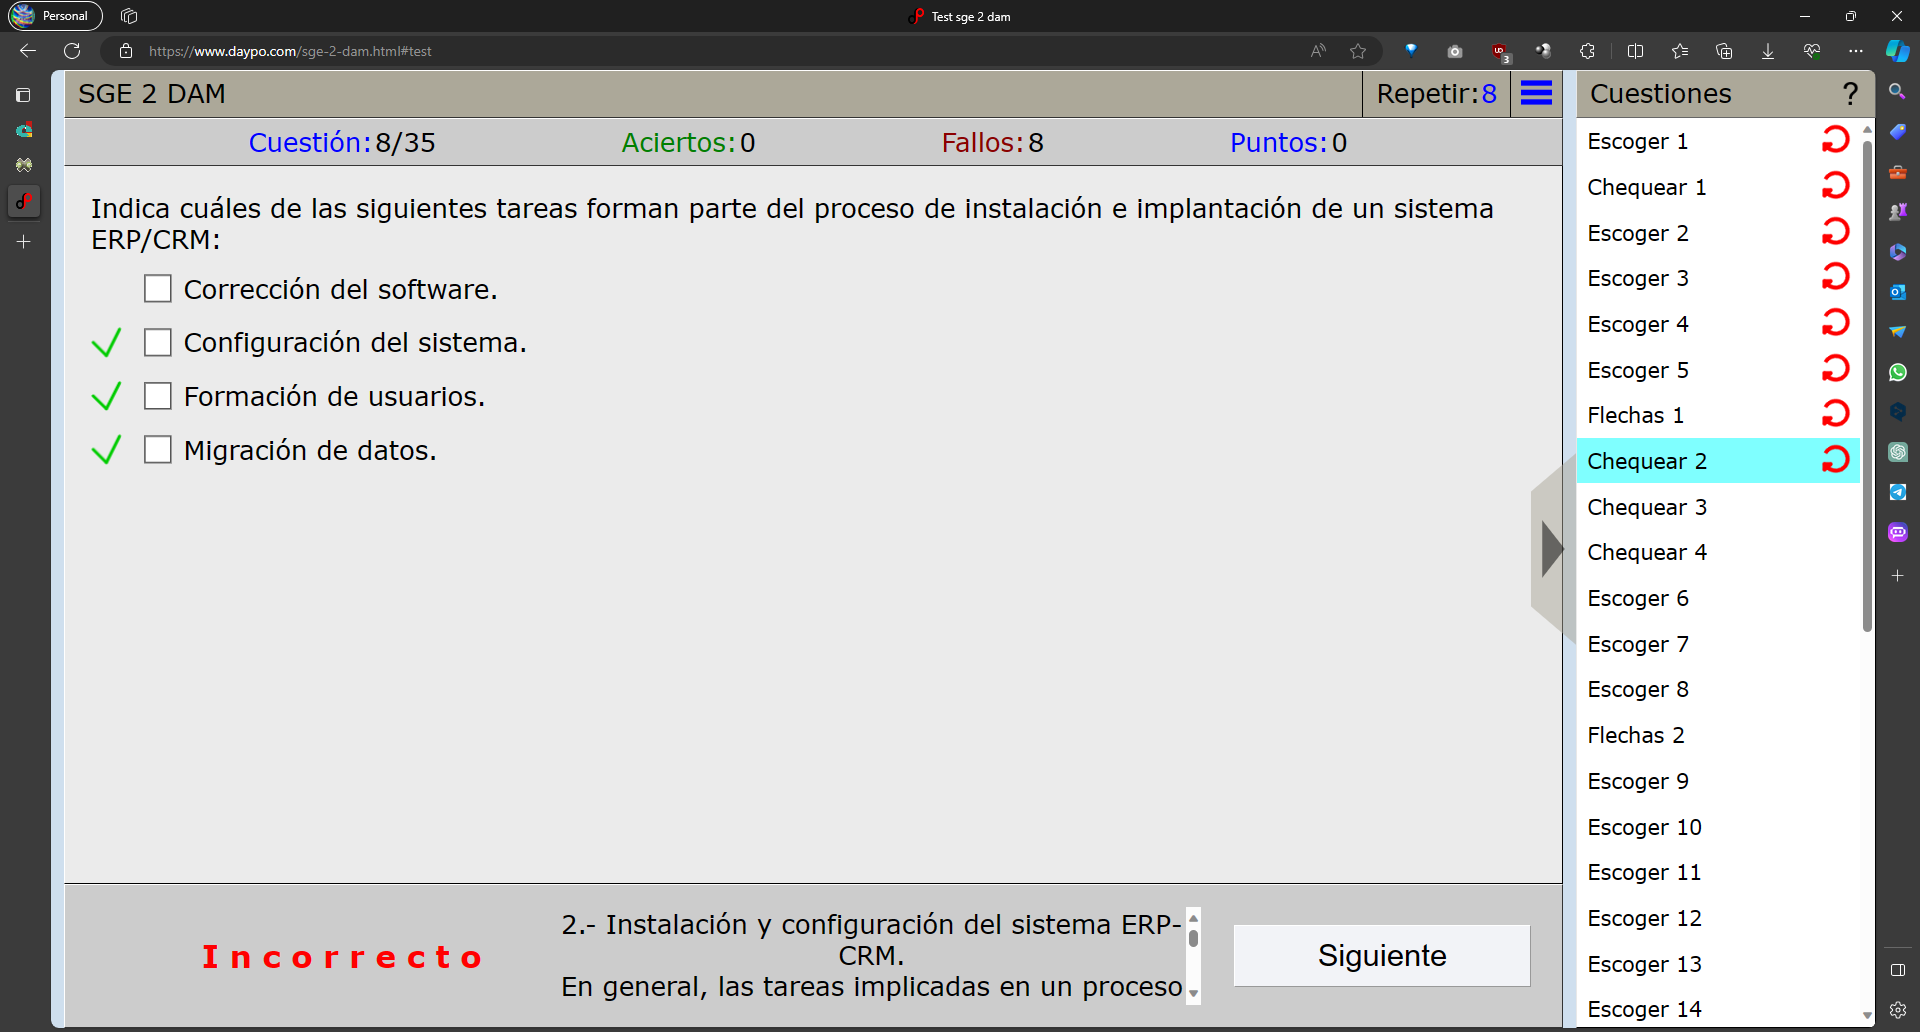 Personal
Test sge 2 dam
https://www.daypo.com/sge-2-dam.html#test
SGE 2 DAM
Repetir:8
Cuestión:8/35
Aciertos:0
Fallos:8
Puntos:0
Indica cuáles de las siguientes tareas forman parte del proceso de instalación e implantación de un sistema
ERP/CRM:
Corrección del software.
Configuración del sistema.
Formación de usuarios.
Migración de datos.
Incorrecto
2.- Instalación y configuración del sistema ERP-
CRM.
En general, las tareas implicadas en un proceso
Siguiente
Cuestiones ?
Escoger 1
Chequear 1
Escoger 2
Escoger 3
Escoger 4
Escoger 5
Flechas 1
Chequear 2
Chequear 3
Chequear 4
Escoger 6
Escoger 7
Escoger 8
Flechas 2
Escoger 9
Escoger 10
Escoger 11
Escoger 12
Escoger 13
Escoger 14
3